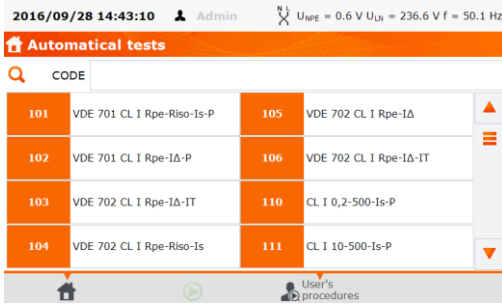 2016/09/28 14:43:10 Admin N L UNPE = 0.6 V ULN = 236.6 V f = 50.1 Hz
Automatical tests
CODE
101 VDE 701 CL I Rpe-Riso-Is-P 105 VDE 702 CL I Rpe-IΔ
102 VDE 701 CL I Rpe-IΔ-P 106 VDE 702 CL I Rpe-IΔ-IT
103 VDE 702 CL I Rpe-IΔ-IT 110 CL I 0,2-500-Is-P
104 VDE 702 CL I Rpe-Riso-Is 111 CL I 10-500-Is-P
User's
procedures